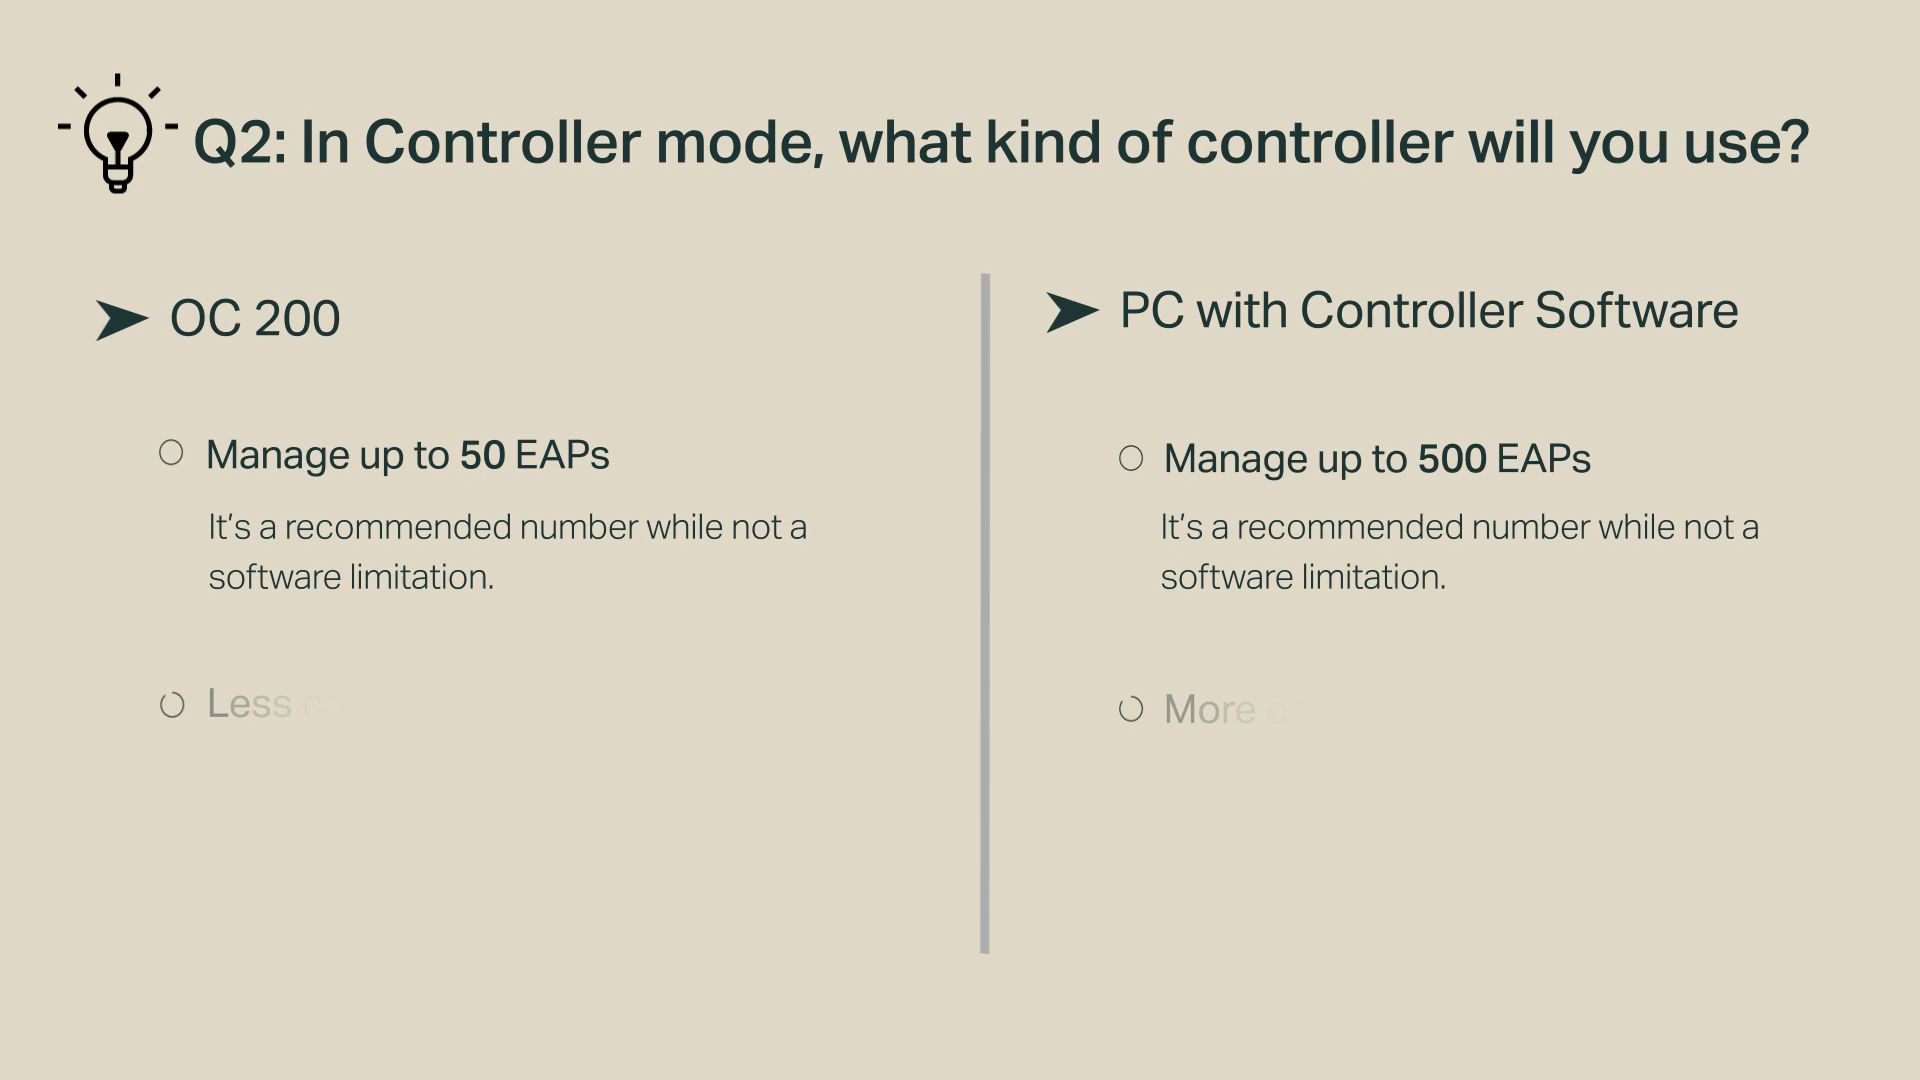 Q2: In Controller mode, what kind of controller will you use?
OC 200
Manage up to 50 EAPs
It's a recommended number while not a
software limitation.
Less
PC with Controller Software
Manage up to 500 EAPs
It's a recommended number while not a
software limitation.
More